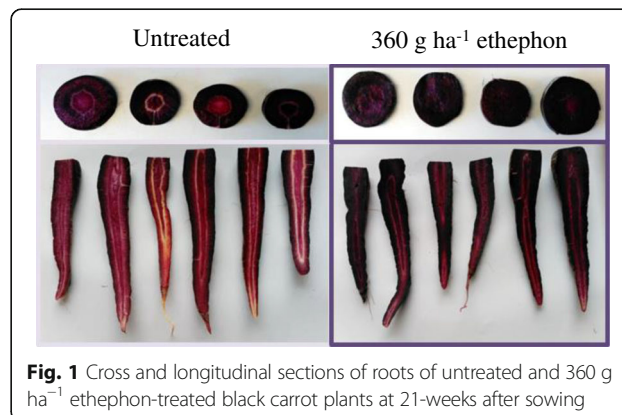 Untreated
360 g ha⁻¹ ethephon
Fig. 1 Cross and longitudinal sections of roots of untreated and 360 g
ha⁻¹ ethephon-treated black carrot plants at 21-weeks after sowing